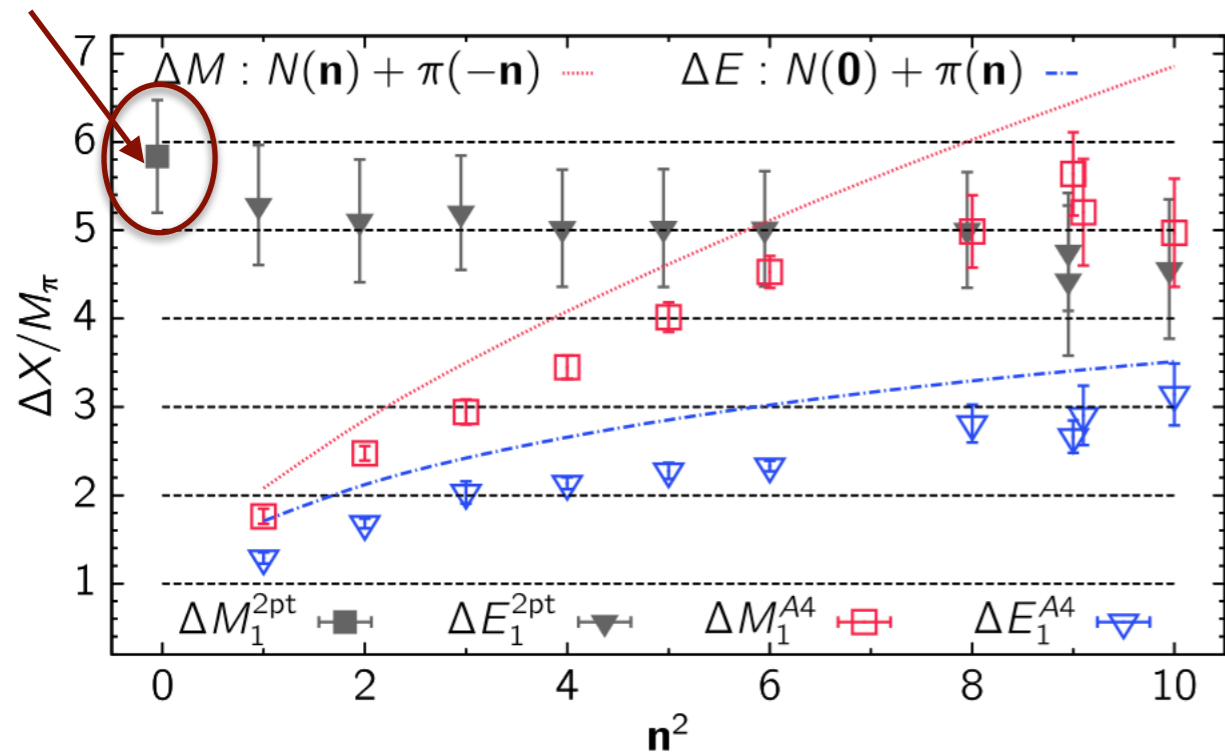 ΔM : N(n) + π(−n)  ΔE : N(0) + π(n)
7
6
5
4
3
2
1
ΔX/M_π
ΔM_1^{2pt}  ΔE_1^{2pt}  ΔM_1^{A4}  ΔE_1^{A4}
0 2 4 6 8 10
n²